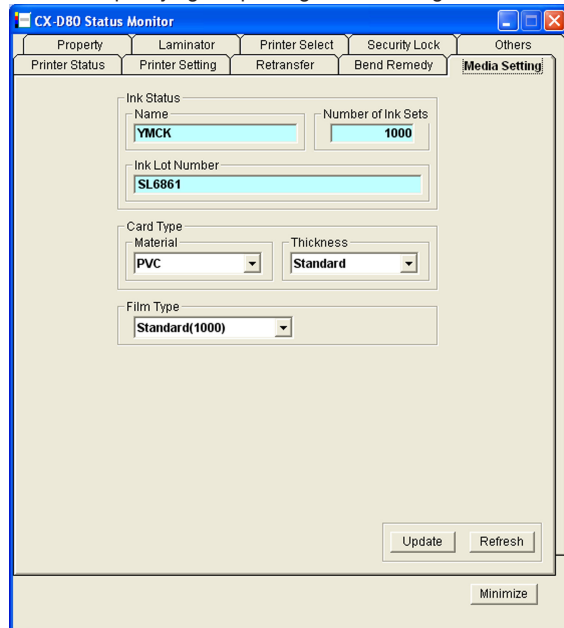 CX-D80 Status Monitor
Property Laminator Printer Select Security Lock Others
Printer Status Printer Setting Retransfer Bend Remedy Media Setting
Ink Status
Name Number of Ink Sets
YMCK 1000
Ink Lot Number
SL6861
Card Type
Material Thickness
PVC Standard
Film Type
Standard(1000)
Update Refresh
Minimize